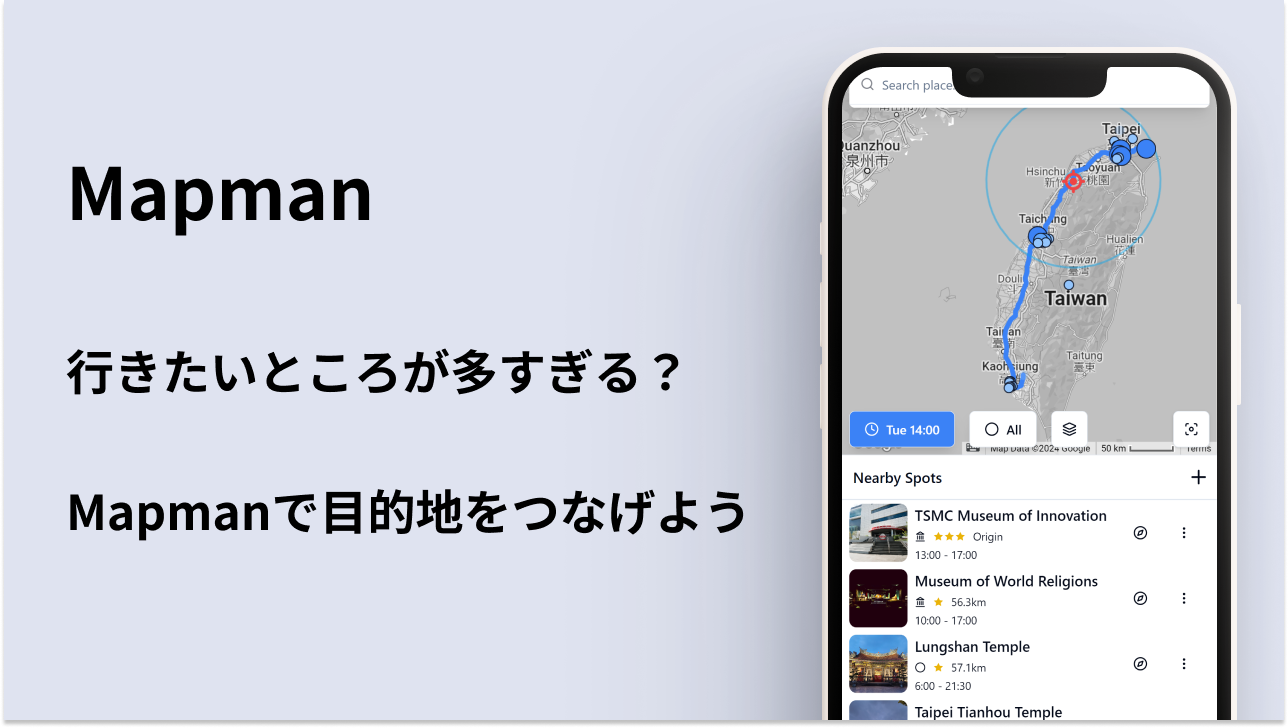 Mapman
行きたいところが多すぎる？
Mapmanで目的地をつなげよう
Search place
Taipei
Quanzhou
泉州市
Taoyuan
桃園
Hsinchu
新竹
Taichung
Hualien
花蓮
Taiwan
臺灣
Douliu
Taiwan
Tainan
臺南
Taitung
臺東
Kaohsiung
Tue 14:00
All
Map Data ©2024 Google
50 km
Terms
Nearby Spots
TSMC Museum of Innovation
Origin
13:00 - 17:00
Museum of World Religions
56.3km
10:00 - 17:00
Lungshan Temple
57.1km
6:00 - 21:30
Taipei Tianhou Temple